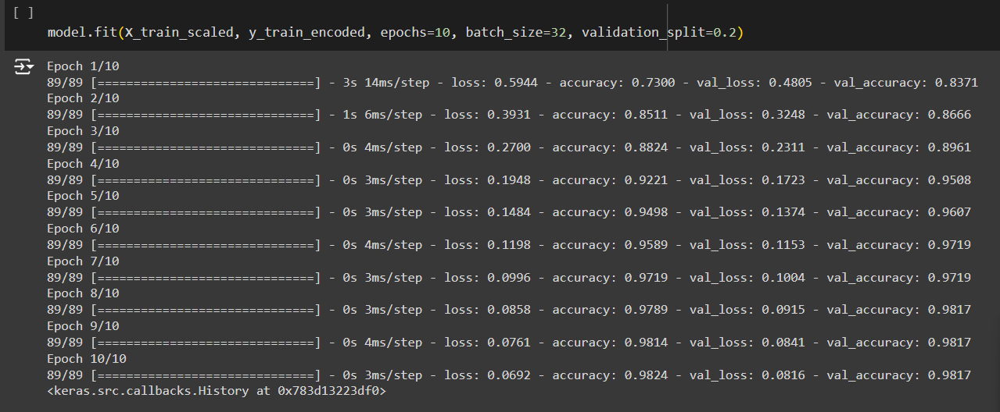 [ ]
model.fit(X_train_scaled, y_train_encoded, epochs=10, batch_size=32, validation_split=0.2)
Epoch 1/10
89/89 [==============================] - 3s 14ms/step - loss: 0.5944 - accuracy: 0.7300 - val_loss: 0.4805 - val_accuracy: 0.8371
Epoch 2/10
89/89 [==============================] - 1s 6ms/step - loss: 0.3931 - accuracy: 0.8511 - val_loss: 0.3248 - val_accuracy: 0.8666
Epoch 3/10
89/89 [==============================] - 0s 4ms/step - loss: 0.2700 - accuracy: 0.8824 - val_loss: 0.2311 - val_accuracy: 0.8961
Epoch 4/10
89/89 [==============================] - 0s 3ms/step - loss: 0.1948 - accuracy: 0.9221 - val_loss: 0.1723 - val_accuracy: 0.9508
Epoch 5/10
89/89 [==============================] - 0s 3ms/step - loss: 0.1484 - accuracy: 0.9498 - val_loss: 0.1374 - val_accuracy: 0.9607
Epoch 6/10
89/89 [==============================] - 0s 4ms/step - loss: 0.1198 - accuracy: 0.9589 - val_loss: 0.1153 - val_accuracy: 0.9719
Epoch 7/10
89/89 [==============================] - 0s 3ms/step - loss: 0.0996 - accuracy: 0.9719 - val_loss: 0.1004 - val_accuracy: 0.9719
Epoch 8/10
89/89 [==============================] - 0s 3ms/step - loss: 0.0858 - accuracy: 0.9789 - val_loss: 0.0915 - val_accuracy: 0.9817
Epoch 9/10
89/89 [==============================] - 0s 4ms/step - loss: 0.0761 - accuracy: 0.9814 - val_loss: 0.0841 - val_accuracy: 0.9817
Epoch 10/10
89/89 [==============================] - 0s 3ms/step - loss: 0.0692 - accuracy: 0.9824 - val_loss: 0.0816 - val_accuracy: 0.9817
<keras.src.callbacks.History at 0x783d13223df0>